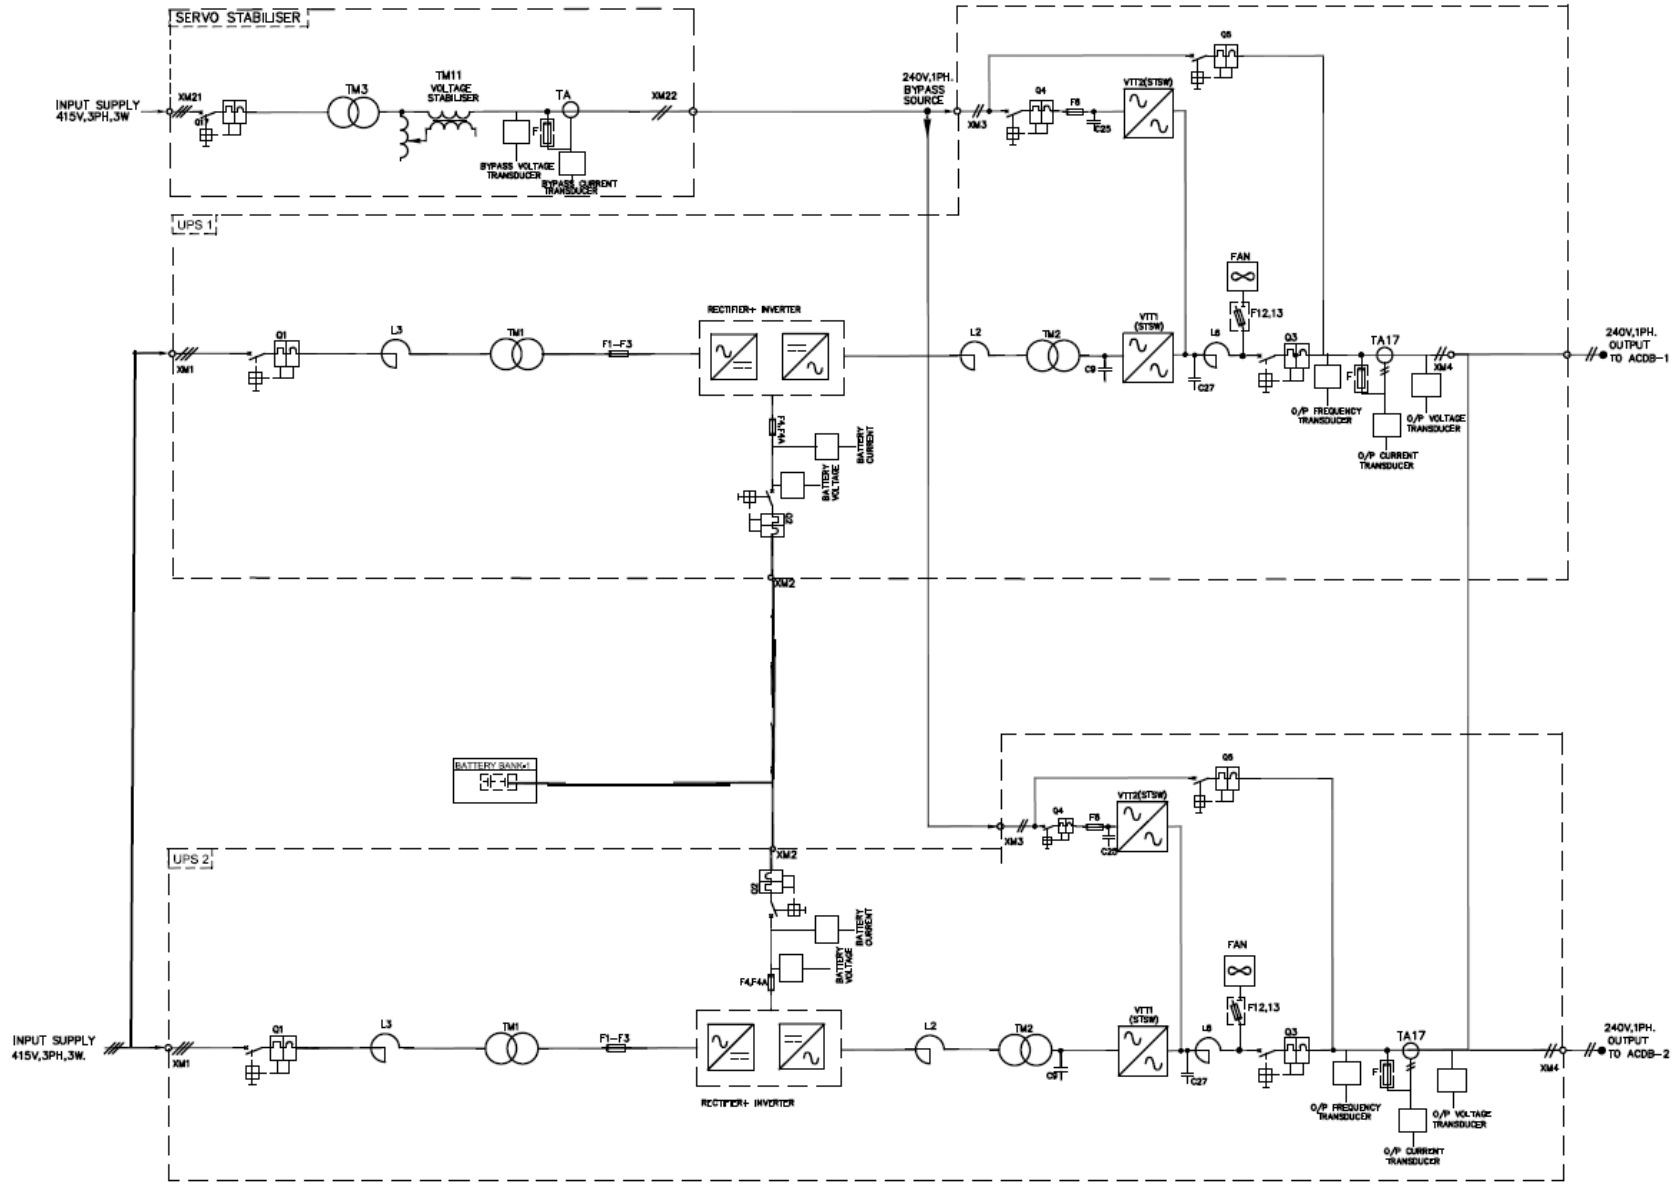 SERVO STABILISER
INPUT SUPPLY
415V,3PH,3W
XM21
Q17
TM3
TM11
VOLTAGE
STABILISER
TA
F
XM22
BYPASS VOLTAGE
TRANSDUCER
BYPASS CURRENT
TRANSDUCER
240V,1PH.
BYPASS
SOURCE
XM3
Q4
F8
C25
VTT2(STSW)
Q5
UPS 1
XM1
Q1
L3
TM1
F1-F3
RECTIFIER+ INVERTER
L2
TM2
C9
VTT1
(STSW)
C27
L6
FAN
F12,13
Q3
O/P FREQUENCY
TRANSDUCER
F
TA17
O/P CURRENT
TRANSDUCER
XM4
O/P VOLTAGE
TRANSDUCER
240V,1PH.
OUTPUT
TO ACDB-1
F4,F4A
BATTERY
CURRENT
BATTERY
VOLTAGE
Q2
XM2
BATTERY BANK-1
XM2
Q2
BATTERY
CURRENT
BATTERY
VOLTAGE
F4,F4A
UPS 2
XM3
Q4
F8
C25
VTT2(STSW)
Q5
INPUT SUPPLY
415V,3PH,3W.
XM1
Q1
L3
TM1
F1-F3
RECTIFIER+ INVERTER
L2
TM2
C9
VTT1
(STSW)
C27
L6
FAN
F12,13
Q3
O/P FREQUENCY
TRANSDUCER
F
TA17
O/P CURRENT
TRANSDUCER
O/P VOLTAGE
TRANSDUCER
XM4
240V,1PH.
OUTPUT
TO ACDB-2